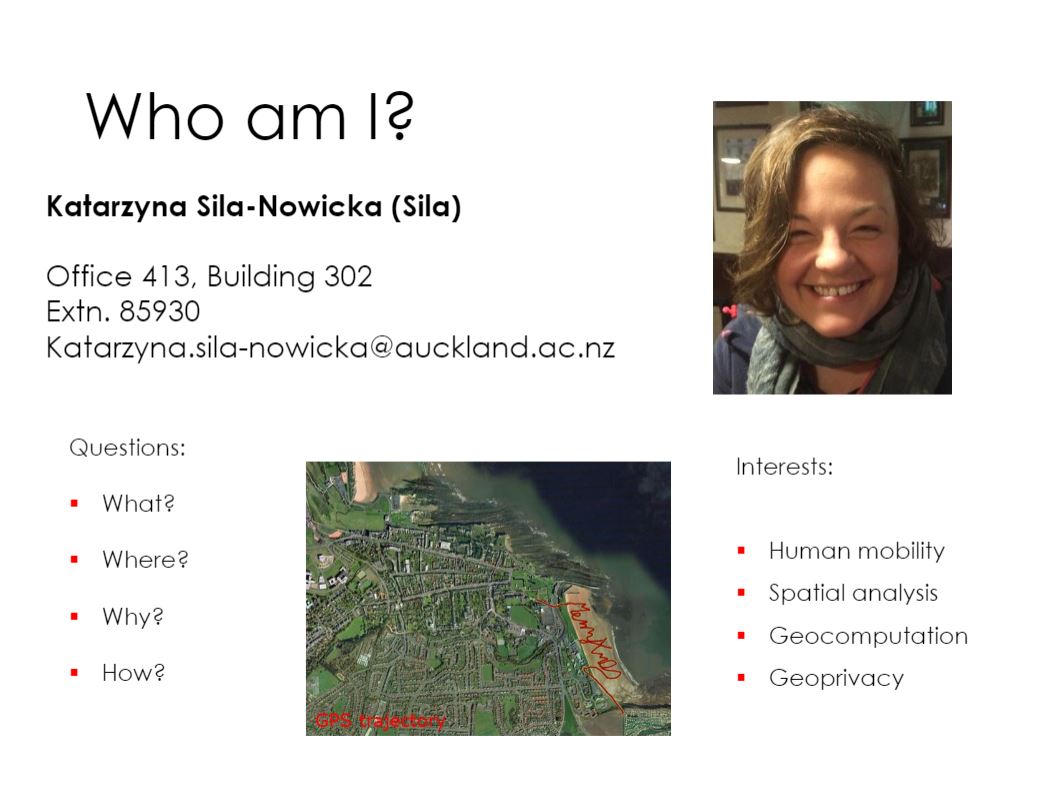 Who am I?
Katarzyna Sila-Nowicka (Sila)
Office 413, Building 302
Extn. 85930
Katarzyna.sila-nowicka@auckland.ac.nz
Questions:
What?
Where?
Why?
How?
GPS trajectory
Interests:
Human mobility
Spatial analysis
Geocomputation
Geoprivacy